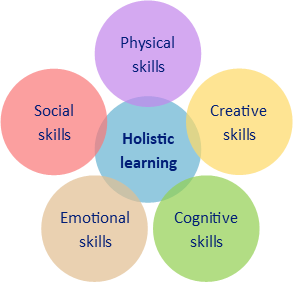 Physical
skills
Social
skills
Creative
skills
Holistic
learning
Emotional
skills
Cognitive
skills